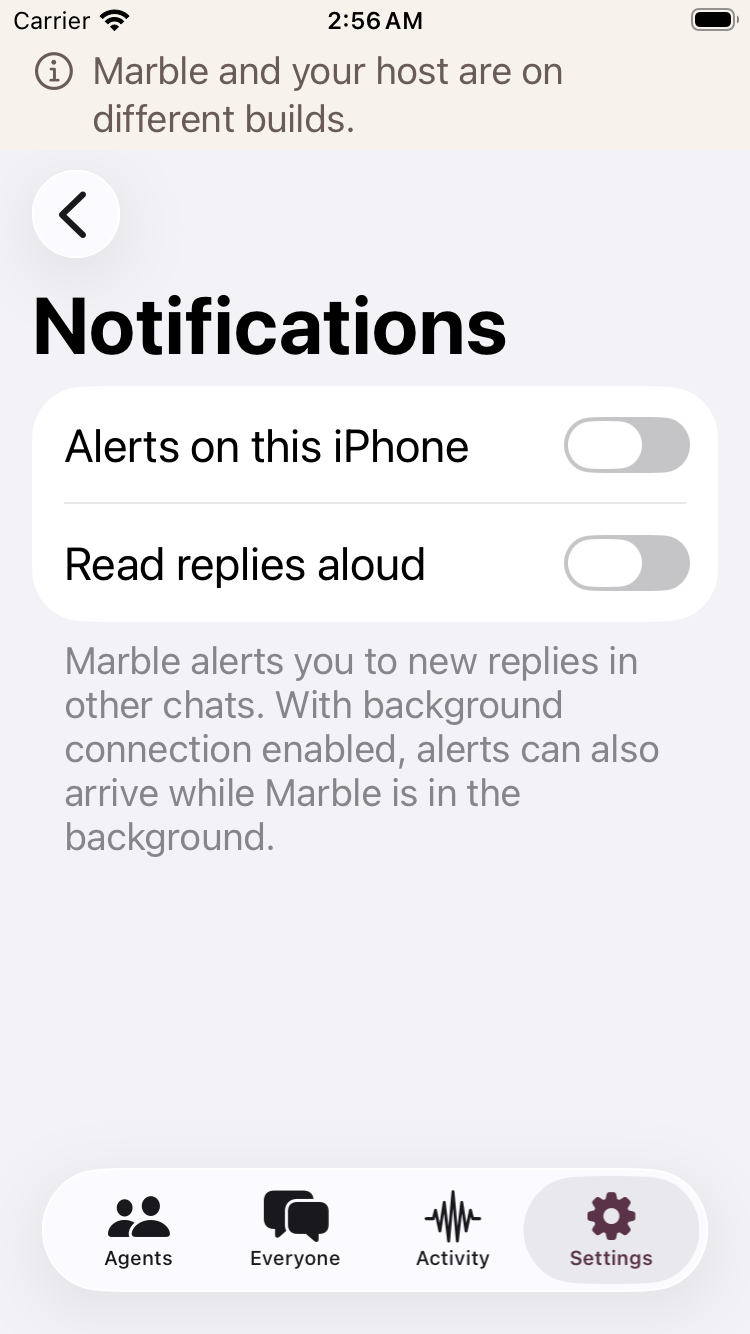 Carrier 2:56 AM
Marble and your host are on
different builds.
Notifications
Alerts on this iPhone
Read replies aloud
Marble alerts you to new replies in
other chats. With background
connection enabled, alerts can also
arrive while Marble is in the
background.
Agents Everyone Activity Settings